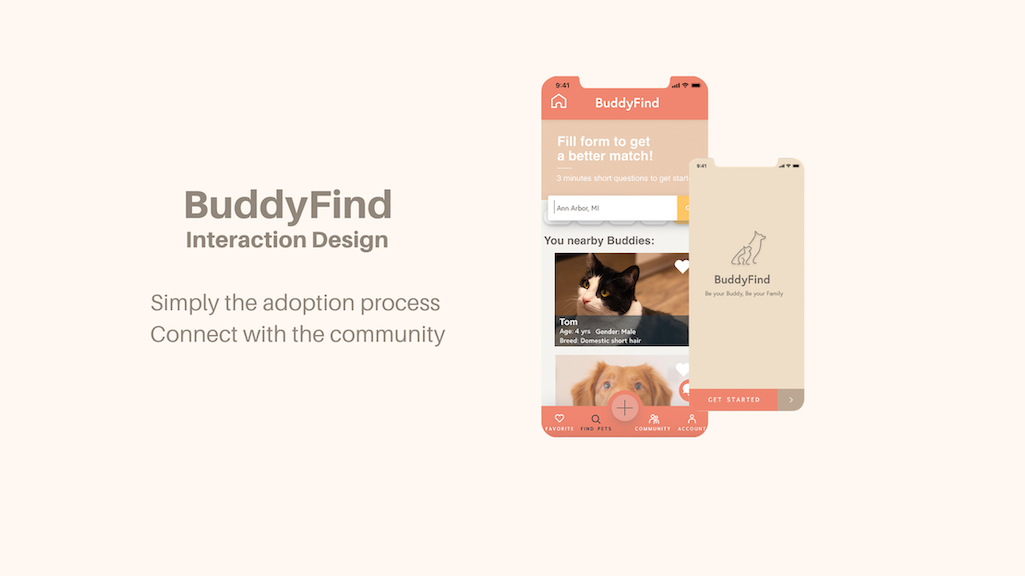 BuddyFind
Interaction Design
Simply the adoption process
Connect with the community
9:41
BuddyFind
Fill form to get
a better match!
3 minutes short questions to get start
Ann Arbor, MI
You nearby Buddies:
Tom
Age: 4 yrs Gender: Male
Breed: Domestic short hair
FAVORITE FIND PETS COMMUNITY ACCOUNT
9:41
BuddyFind
Be your Buddy, Be your Family
GET STARTED